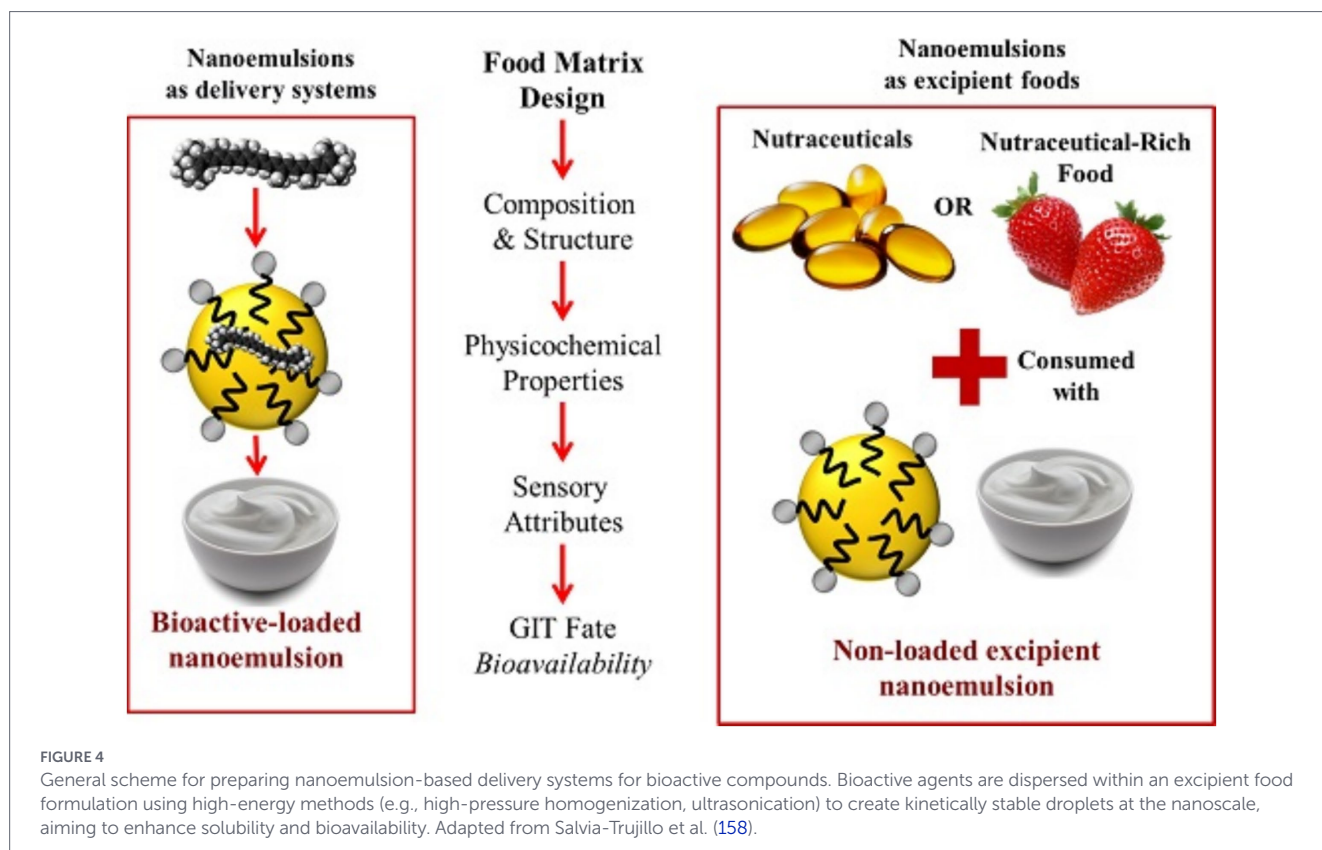 Nanoemulsions
as delivery systems
Bioactive-loaded
nanoemulsion
Food Matrix
Design
Composition
& Structure
Physicochemical
Properties
Sensory
Attributes
GIT Fate
Bioavailability
Nanoemulsions
as excipient foods
Nutraceuticals
OR
Nutraceutical-Rich
Food
Consumed
with
Non-loaded excipient
nanoemulsion
FIGURE 4
General scheme for preparing nanoemulsion-based delivery systems for bioactive compounds. Bioactive agents are dispersed within an excipient food
formulation using high-energy methods (e.g., high-pressure homogenization, ultrasonication) to create kinetically stable droplets at the nanoscale,
aiming to enhance solubility and bioavailability. Adapted from Salvia-Trujillo et al. (158).